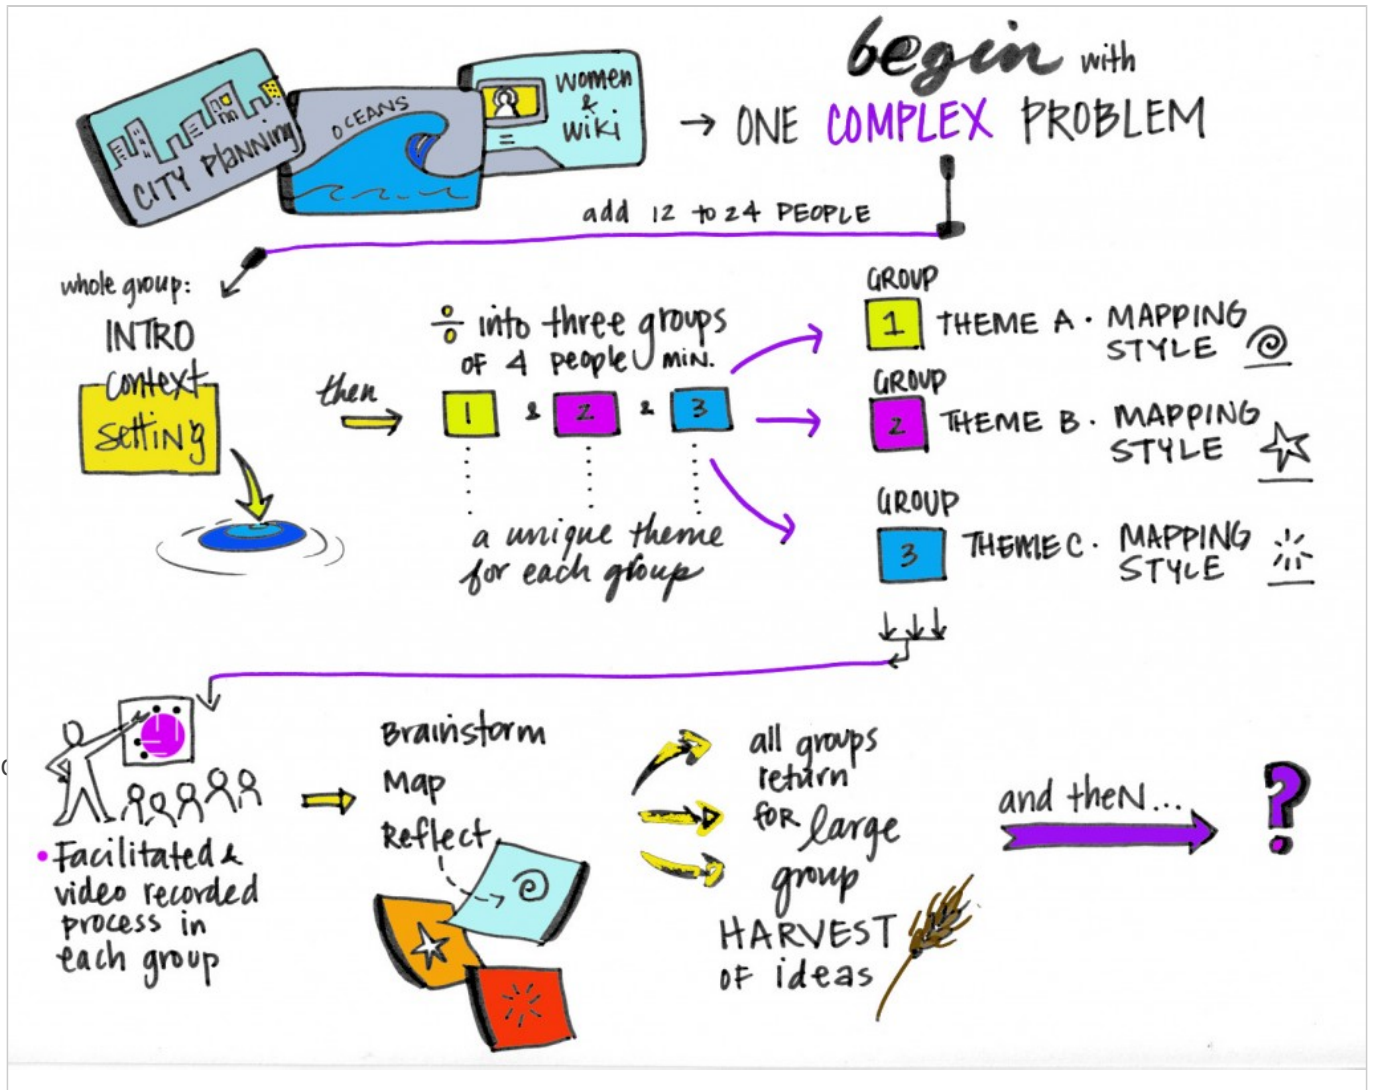 CITY Planning
OCEANS
women
&
wiki
begin with
→ ONE COMPLEX PROBLEM
add 12 to 24 PEOPLE
whole group:
INTRO
context
setting
then
÷ into three groups
of 4 people min.
1 & 2 & 3
a unique theme
for each group
GROUP
1 THEME A · MAPPING
STYLE
GROUP
2 THEME B · MAPPING
STYLE
GROUP
3 THEME C · MAPPING
STYLE
• Facilitated &
video recorded
process in
each group
Brainstorm
Map
Reflect
all groups
return
for large
group
HARVEST
OF ideas
and theN...
?